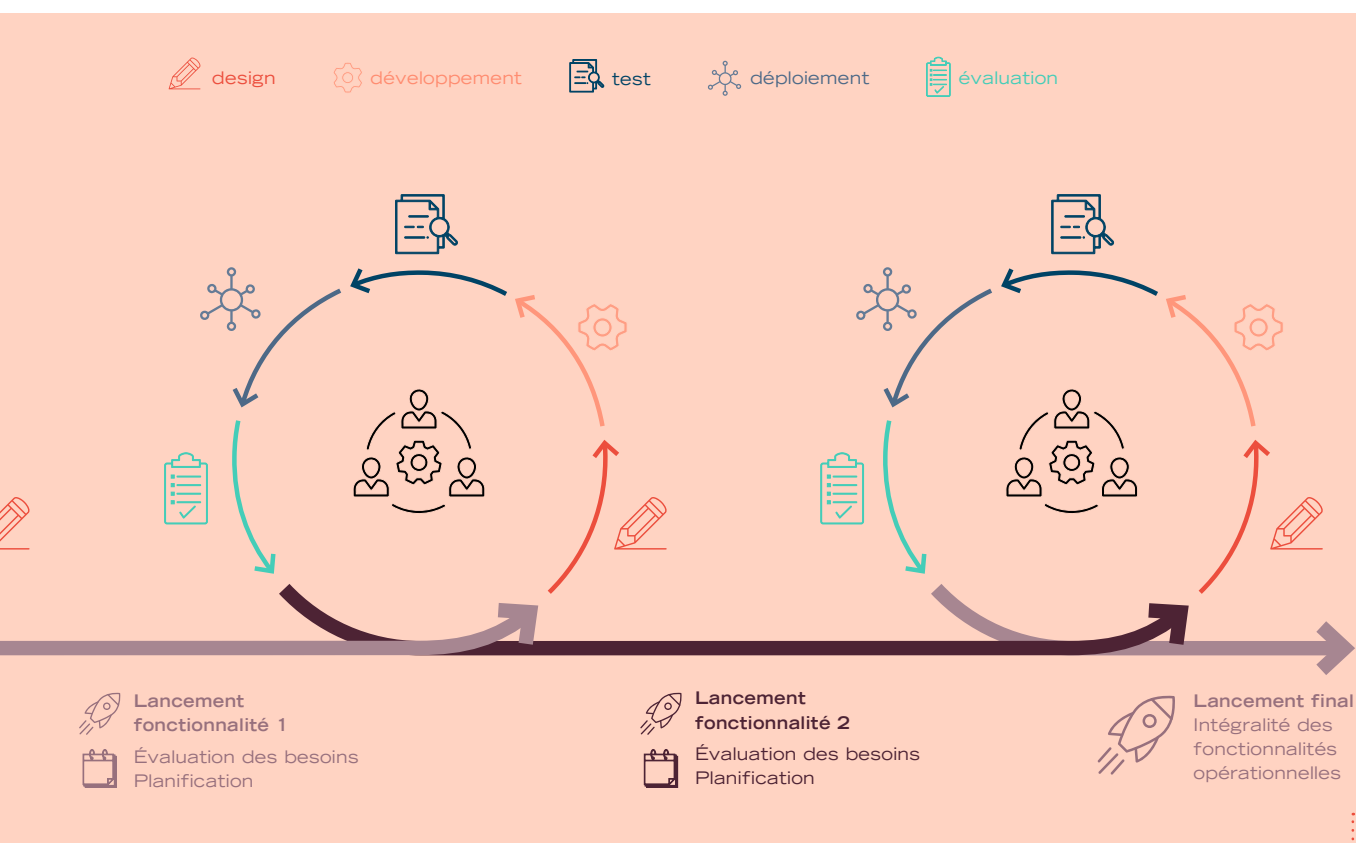 design
développement
test
déploiement
évaluation
Lancement
fonctionnalité 1
Évaluation des besoins
Planification
Lancement
fonctionnalité 2
Évaluation des besoins
Planification
Lancement final
Intégralité des
fonctionnalités
opérationnelles